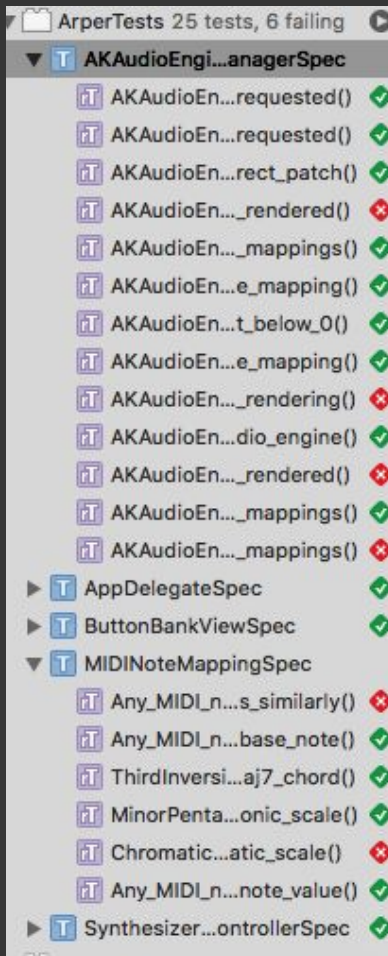 ArperTests 25 tests, 6 failing
T AKAudioEngi...anagerSpec
T AKAudioEn...requested()
T AKAudioEn...requested()
T AKAudioEn...rect_patch()
T AKAudioEn..._rendered()
T AKAudioEn..._mappings()
T AKAudioEn...e_mapping()
T AKAudioEn...t_below_0()
T AKAudioEn...e_mapping()
T AKAudioEn..._rendering()
T AKAudioEn...dio_engine()
T AKAudioEn..._rendered()
T AKAudioEn..._mappings()
T AKAudioEn..._mappings()
T AppDelegateSpec
T ButtonBankViewSpec
T MIDINoteMappingSpec
T Any_MIDI_n...s_similarly()
T Any_MIDI_n...base_note()
T ThirdInversi...aj7_chord()
T MinorPenta...onic_scale()
T Chromatic...atic_scale()
T Any_MIDI_n...note_value()
T Synthesizer...ontrollerSpec